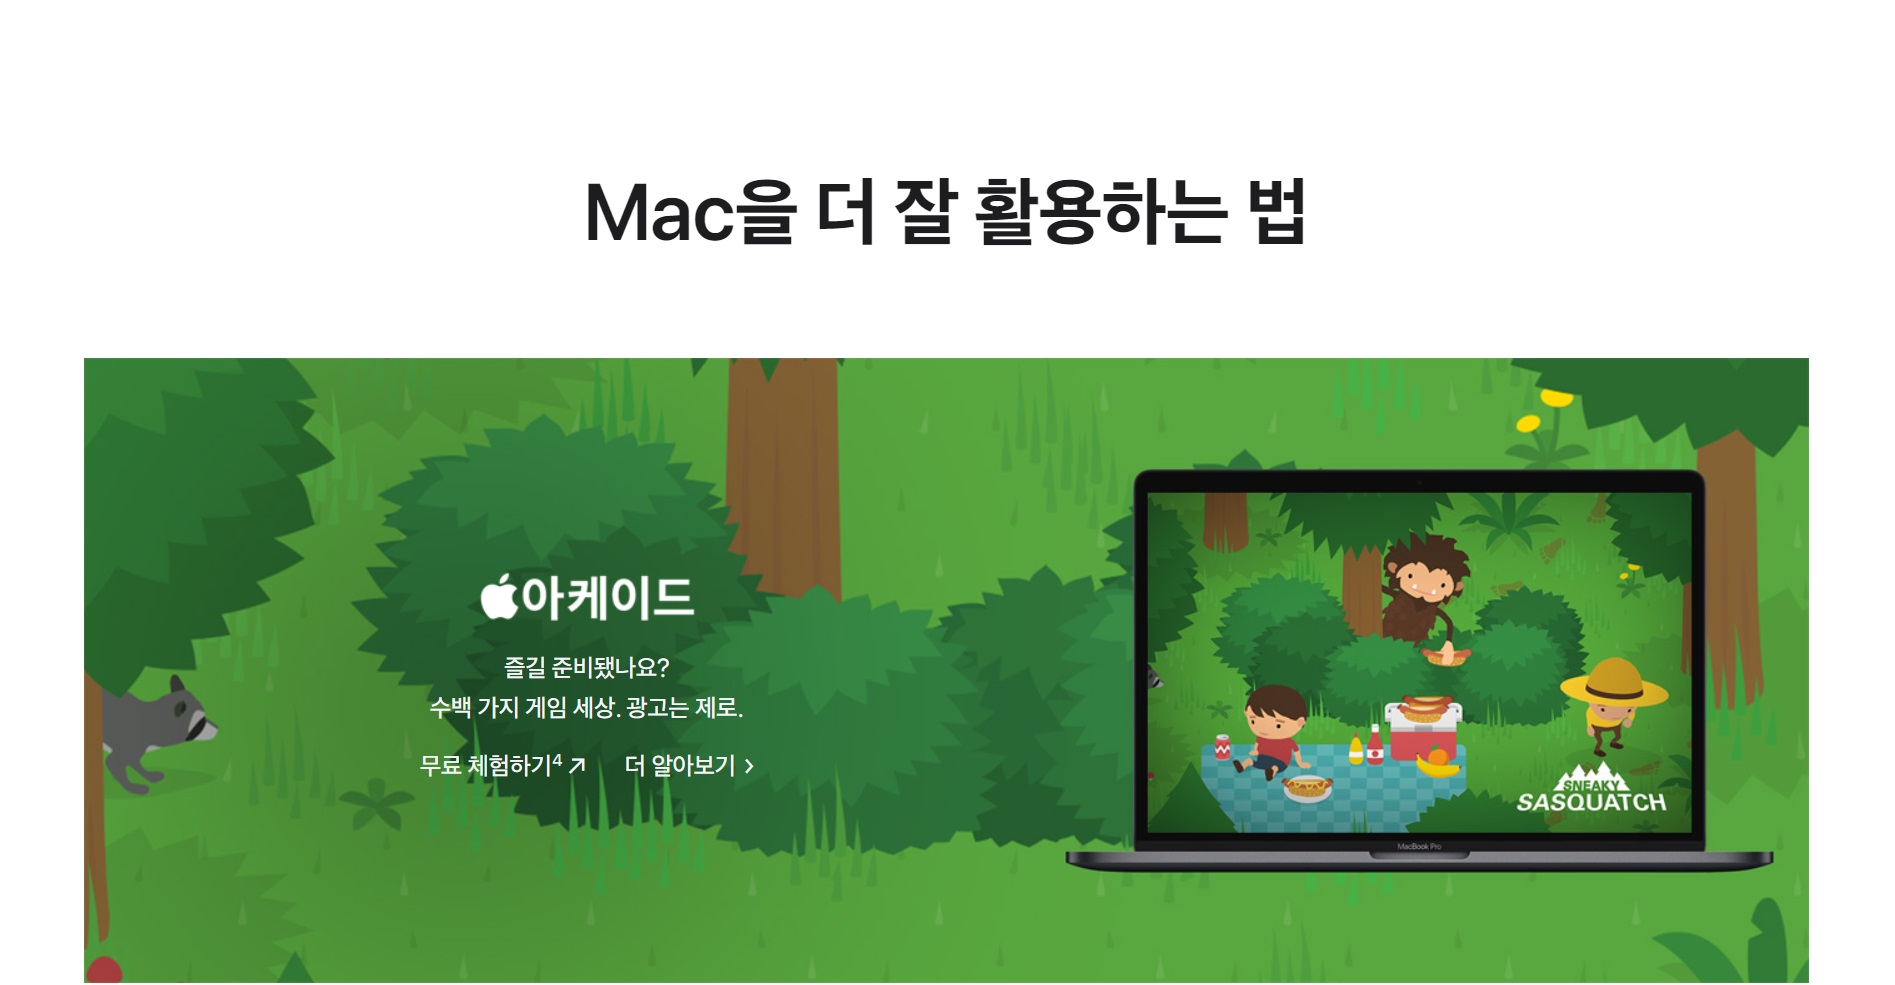 Mac을 더 잘 활용하는 법
아케이드
즐길 준비됐나요?
수백 가지 게임 세상. 광고는 제로.
무료 체험하기4 더 알아보기
SNEAKY
SASQUATCH
MacBook Pro